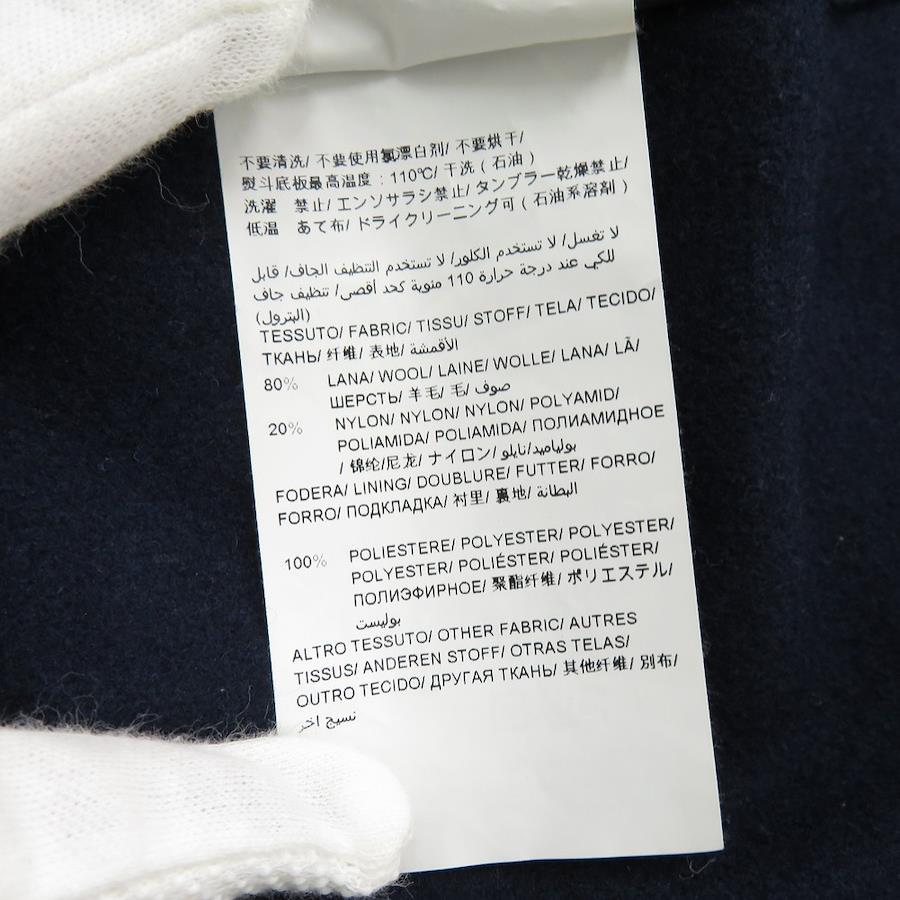 不要清洗/ 不要使用氯漂白剂/ 不要烘干/
熨斗底板最高温度：110℃/ 干洗（石油）
洗濯　禁止/ エンソサラシ禁止/ タンブラー乾燥禁止/
低温　あて布/ ドライクリーニング可（石油系溶剤）
لا تغسل/ لا تستخدم الكلور/ لا تستخدم التنظيف الجاف/ قابل
للكي عند درجة حرارة 110 مئوية كحد أقصى/ تنظيف جاف
(البترول)
TESSUTO/ FABRIC/ TISSU/ STOFF/ TELA/ TECIDO/
ТКАНЬ/ 纤维/ 表地/ الأقمشة
80% LANA/ WOOL/ LAINE/ WOLLE/ LANA/ LÃ/
ШЕРСТЬ/ 羊毛/ 毛/ صوف
20% NYLON/ NYLON/ NYLON/ POLYAMID/
POLIAMIDA/ POLIAMIDA/ ПОЛИАМИДНОЕ
/ 锦纶/尼龙/ ナイロン/ بولياميد/نايلو
FODERA/ LINING/ DOUBLURE/ FUTTER/ FORRO/
FORRO/ ПОДКЛАДКА/ 衬里/ 裏地/ البطانة
100% POLIESTERE/ POLYESTER/ POLYESTER/
POLYESTER/ POLIÉSTER/ POLIÉSTER/
ПОЛИЭФИРНОЕ/ 聚酯纤维/ ポリエステル/
بوليست
ALTRO TESSUTO/ OTHER FABRIC/ AUTRES
TISSUS/ ANDEREN STOFF/ OTRAS TELAS/
OUTRO TECIDO/ ДРУГАЯ ТКАНЬ/ 其他纤维/ 別布/
نسيج اخر